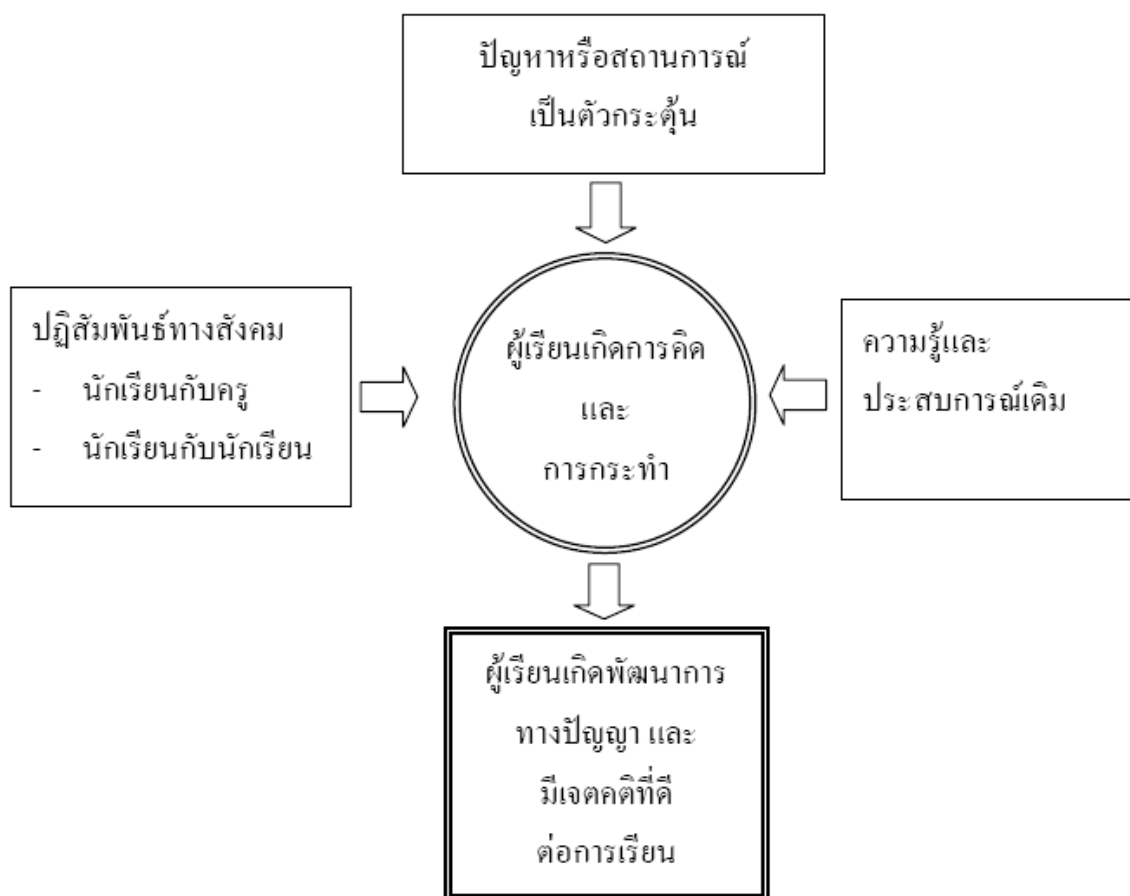 ปัญหาหรือสถานการณ์
เป็นตัวกระตุ้น
ปฏิสัมพันธ์ทางสังคม
- นักเรียนกับครู
- นักเรียนกับนักเรียน
ผู้เรียนเกิดการคิด
และ
การกระทำ
ความรู้และ
ประสบการณ์เดิม
ผู้เรียนเกิดพัฒนาการ
ทางปัญญา และ
มีเจตคติที่ดี
ต่อการเรียน